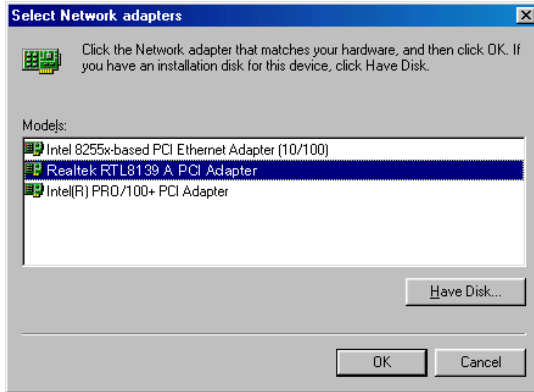 Select Network adapters
Click the Network adapter that matches your hardware, and then click OK. If
you have an installation disk for this device, click Have Disk.
Models:
Intel 8255x-based PCI Ethernet Adapter (10/100)
Realtek RTL8139 A PCI Adapter
Intel(R) PRO/100+ PCI Adapter
Have Disk...
OK
Cancel